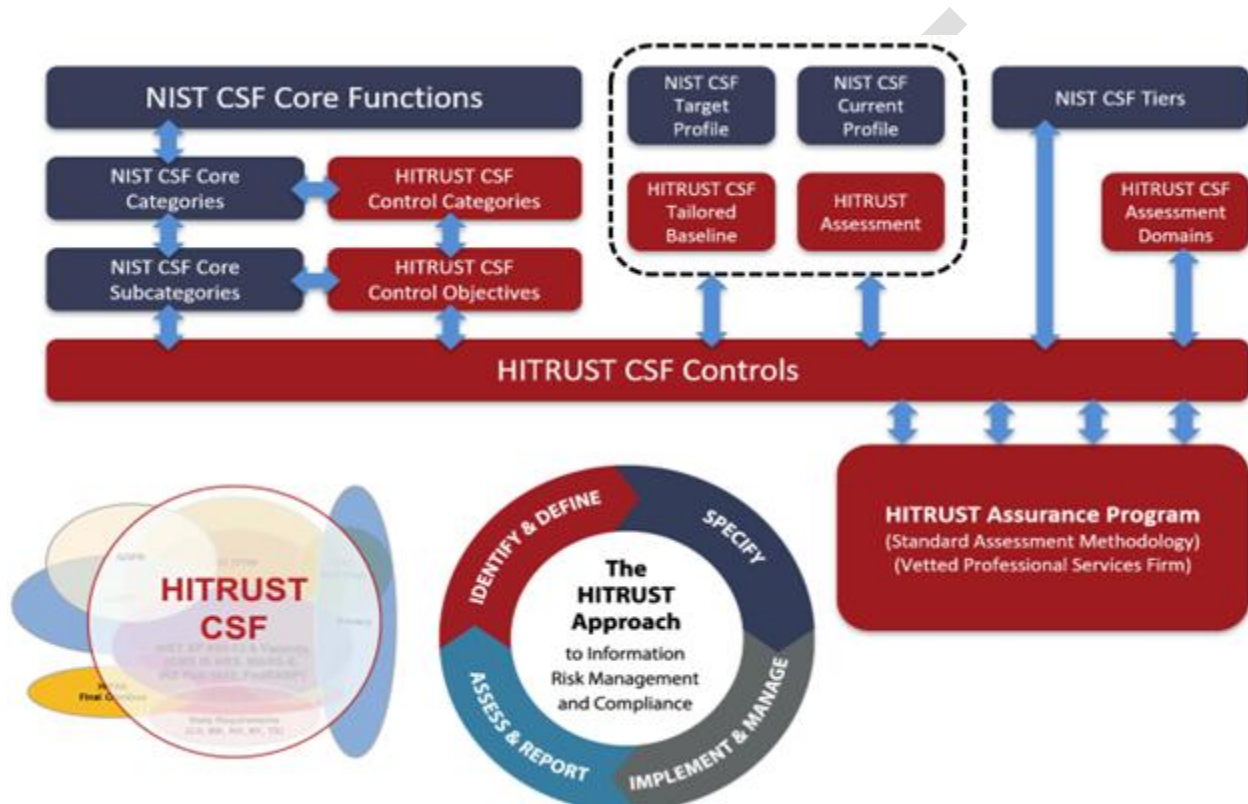 NIST CSF Core Functions
NIST CSF Core
Categories
HITRUST CSF
Control Categories
NIST CSF Core
Subcategories
HITRUST CSF
Control Objectives
NIST CSF
Target
Profile
NIST CSF
Current
Profile
HITRUST CSF
Tailored
Baseline
HITRUST
Assessment
NIST CSF Tiers
HITRUST CSF
Assessment
Domains
HITRUST CSF Controls
HITRUST Assurance Program
(Standard Assessment Methodology)
(Vetted Professional Services Firm)
HITRUST
CSF
Final
State Requirements
IDENTIFY & DEFINE
SPECIFY
IMPLEMENT & MANAGE
ASSESS & REPORT
The
HITRUST
Approach
to Information
Risk Management
and Compliance